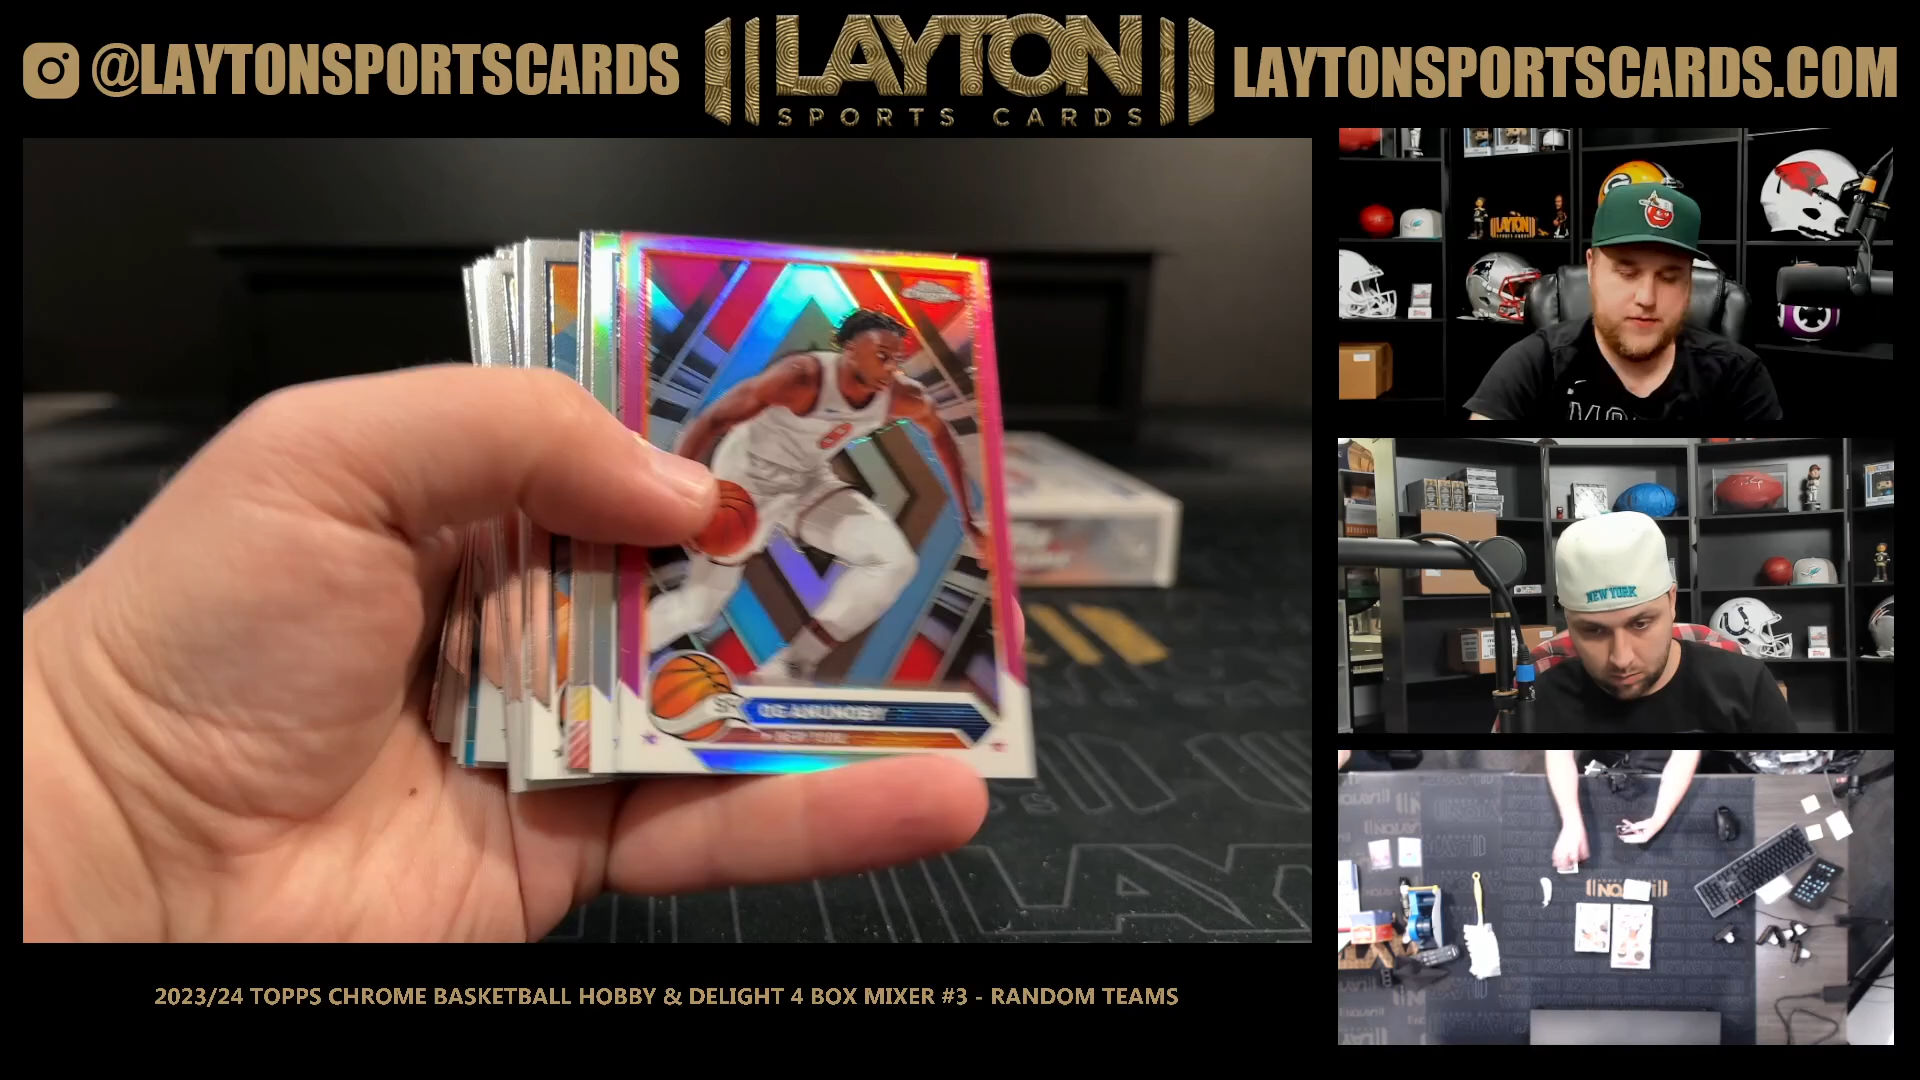 @LAYTONSPORTSCARDS
LAYTON
SPORTS CARDS
LAYTONSPORTSCARDS.COM
OG ANUNOBY
NEW YORK
LAYTON
NEW YORK
2023/24 TOPPS CHROME BASKETBALL HOBBY & DELIGHT 4 BOX MIXER #3 - RANDOM TEAMS